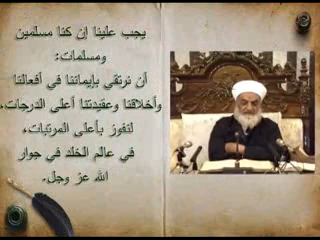 يجب علينا إن كنا مسلمين
ومسلمات:
أن نرتقي بإيماننا في أفعالنا
وأخلاقنا وعقيدتنا أعلى الدرجات،
لنفوز بأعلى المرتبات،
في عالم الخلد في جوار
الله عز وجل.